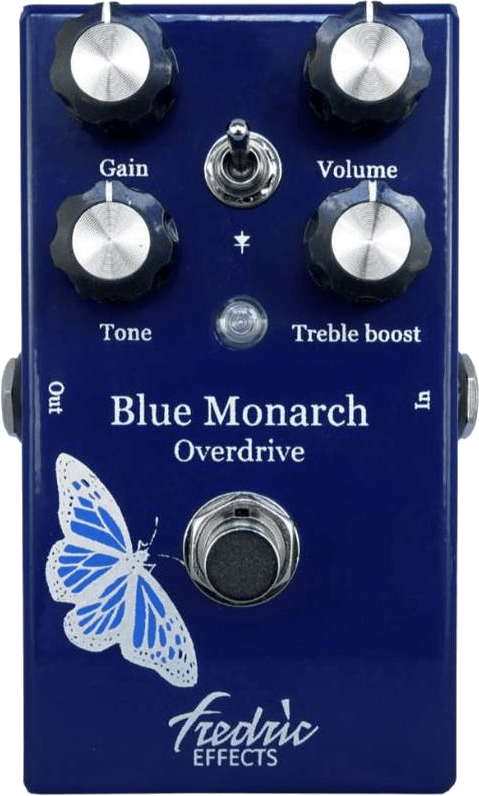 Gain
Volume
Tone
Treble boost
Out
In
Blue Monarch
Overdrive
Fredric
EFFECTS